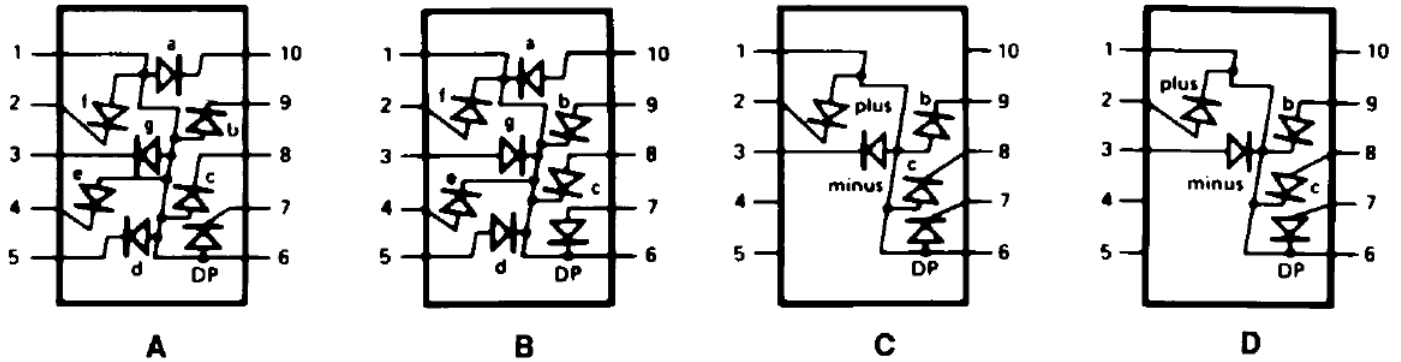 1 a 10
2 f 9
g b
3 8
e c
4 7
5 d DP 6
A
1 a 10
2 f b 9
g
3 8
e c
4 7
5 d DP 6
B
1 10
2 plus b 9
3 8
minus c
4 7
5 DP 6
C
1 10
plus
2 b 9
3 8
minus c
4 7
5 DP 6
D